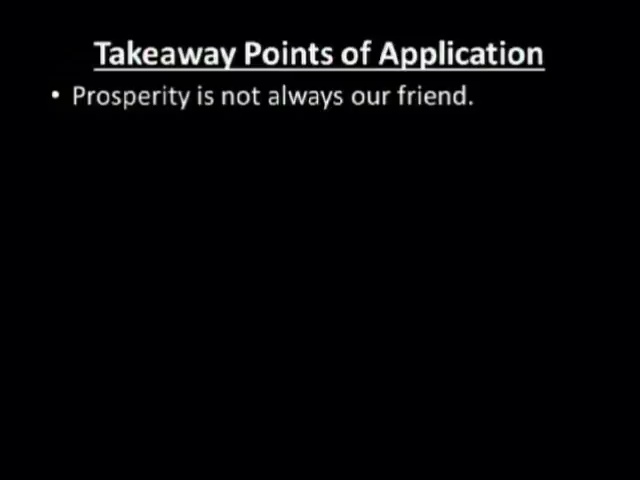 Takeaway Points of Application
• Prosperity is not always our friend.